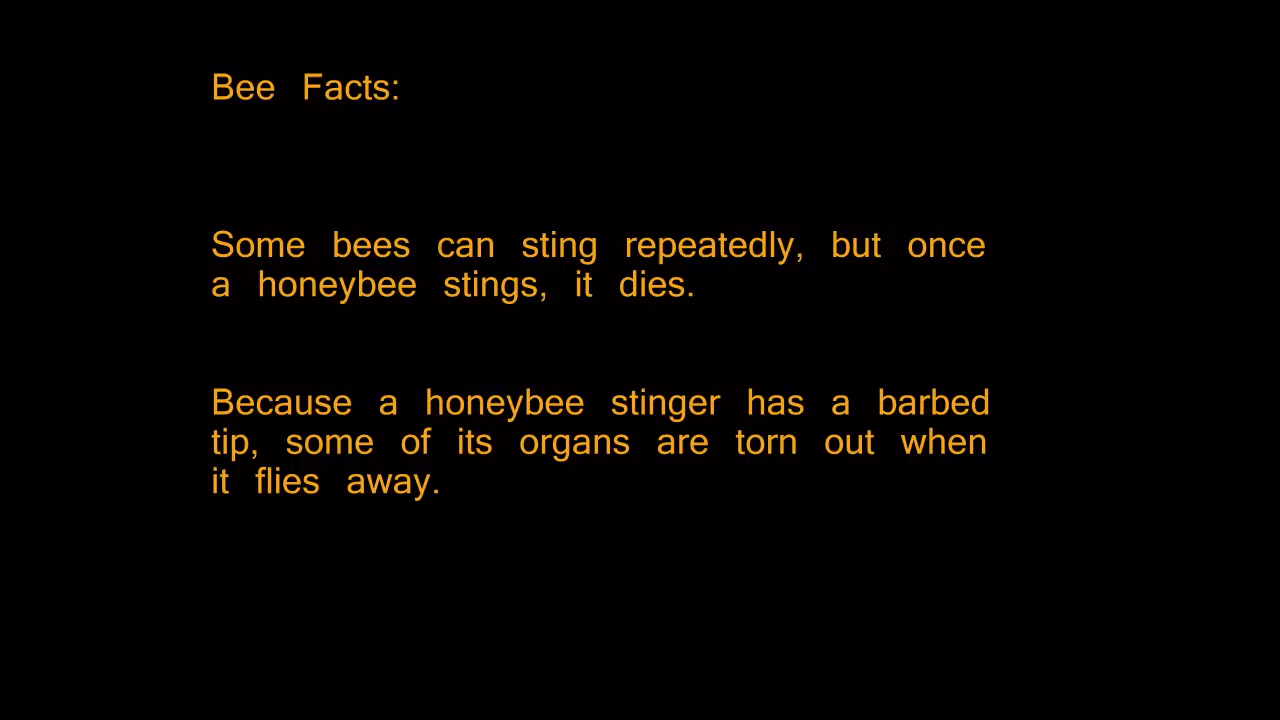 Bee Facts:
Some bees can sting repeatedly, but once
a honeybee stings, it dies.
Because a honeybee stinger has a barbed
tip, some of its organs are torn out when
it flies away.